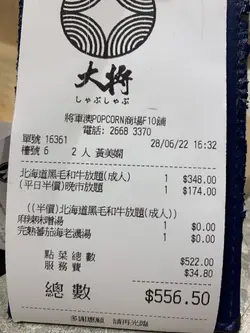 大將
しゃぶしゃぶ
將軍澳POPCORN商場F10舖
電話: 2668 3370
單號 16361 28/06/22 16:32
檯號 6 2 人 黃美嫻
北海道黑毛和牛放題(成人) 1 $348.00
(平日半價)晚市放題 1 $174.00
((半價)北海道黑毛和牛放題(成人)
麻辣 1 $0.00
完熟蕃茄海老濃湯 1 $0.00
點菜總數 $522.00
服務費 $34.80
總數 $556.50
多謝惠顧 請再光臨